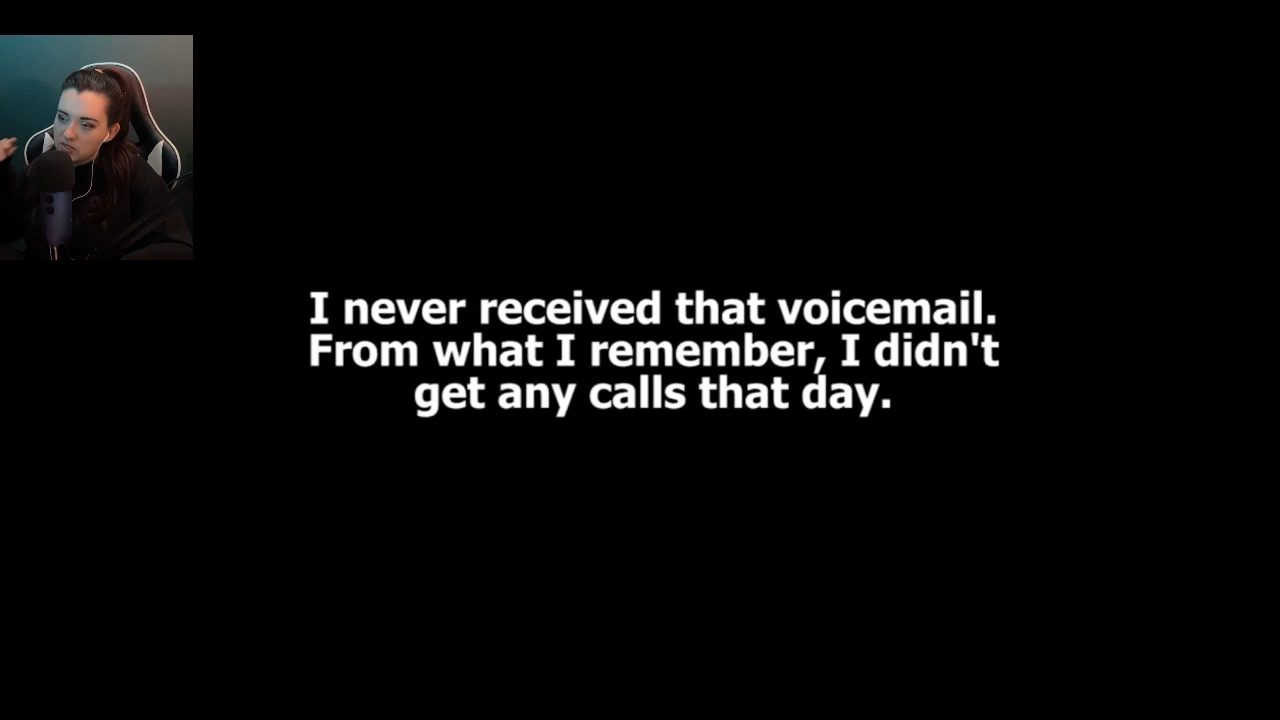 I never received that voicemail.
From what I remember, I didn't
get any calls that day.